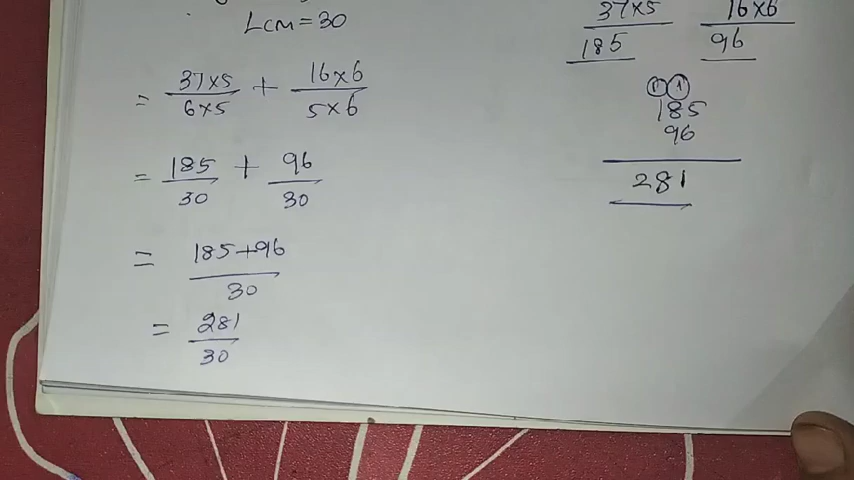 LCM=30
= 37×5/6×5 + 16×6/5×6
= 185/30 + 96/30
= 185+96/30
= 281/30
37×5 16×6
185 96
1 1
185
96
281